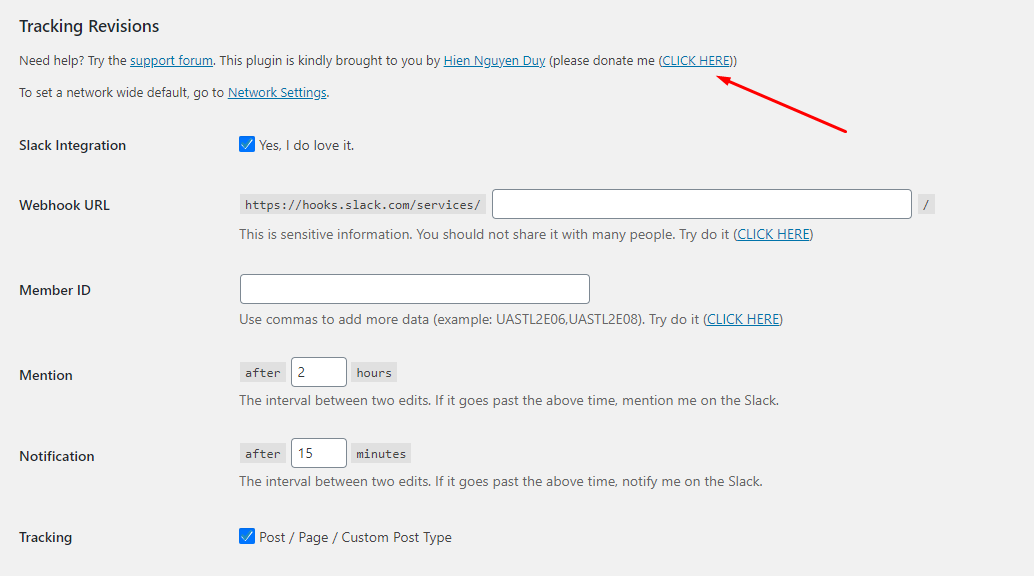 Tracking Revisions
Need help? Try the support forum. This plugin is kindly brought to you by Hien Nguyen Duy (please donate me (CLICK HERE))
To set a network wide default, go to Network Settings.
Slack Integration Yes, I do love it.
Webhook URL https://hooks.slack.com/services/ /
This is sensitive information. You should not share it with many people. Try do it (CLICK HERE)
Member ID
Use commas to add more data (example: UASTL2E06,UASTL2E08). Try do it (CLICK HERE)
Mention after 2 hours
The interval between two edits. If it goes past the above time, mention me on the Slack.
Notification after 15 minutes
The interval between two edits. If it goes past the above time, notify me on the Slack.
Tracking Post / Page / Custom Post Type